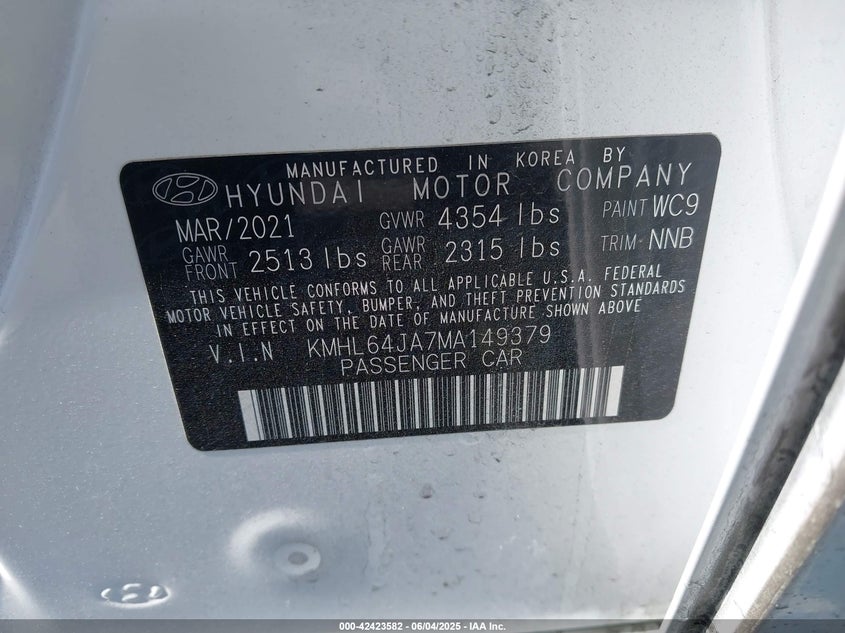 MANUFACTURED IN KOREA BY
HYUNDAI MOTOR COMPANY
MAR/2021 GVWR 4354 lbs PAINT WC9
GAWR FRONT 2513 lbs GAWR REAR 2315 lbs TRIM NNB
THIS VEHICLE CONFORMS TO ALL APPLICABLE U.S.A. FEDERAL
MOTOR VEHICLE SAFETY, BUMPER, AND THEFT PREVENTION STANDARDS
IN EFFECT ON THE DATE OF MANUFACTURE SHOWN ABOVE
V.I.N KMHL64JA7MA149379
PASSENGER CAR
000-42423582 - 06/04/2025 - IAA Inc.